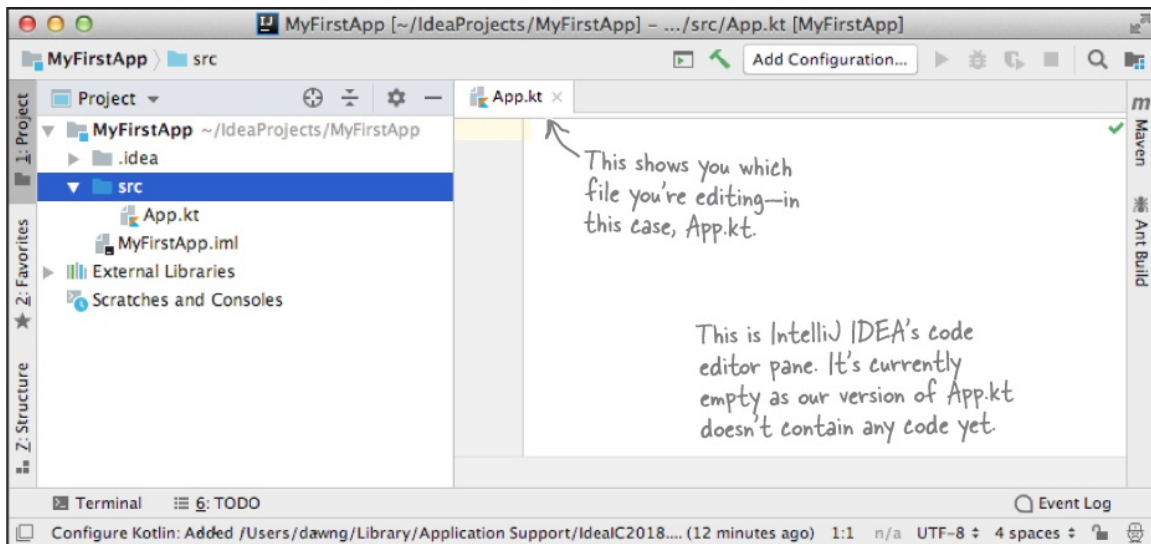 MyFirstApp [~/IdeaProjects/MyFirstApp] – .../src/App.kt [MyFirstApp]
MyFirstApp src
Add Configuration...
1: Project
2: Favorites
Z: Structure
Project
MyFirstApp ~/IdeaProjects/MyFirstApp
.idea
src
App.kt
MyFirstApp.iml
External Libraries
Scratches and Consoles
App.kt
This shows you which
file you're editing—in
this case, App.kt.
This is IntelliJ IDEA's code
editor pane. It's currently
empty as our version of App.kt
doesn't contain any code yet.
m
Maven
Ant Build
Terminal 6: TODO Event Log
Configure Kotlin: Added /Users/dawng/Library/Application Support/IdeaIC2018.... (12 minutes ago) 1:1 n/a UTF-8 4 spaces